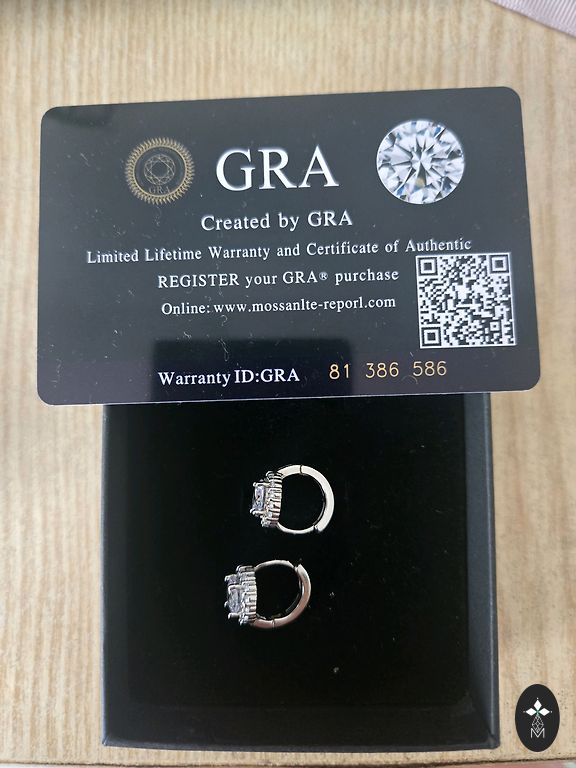 GRA
GRA
Created by GRA
Limited Lifetime Warranty and Certificate of Authentic
REGISTER your GRA® purchase
Online: www.mossanlte-reporl.com
Warranty ID:GRA 81 386 586
M